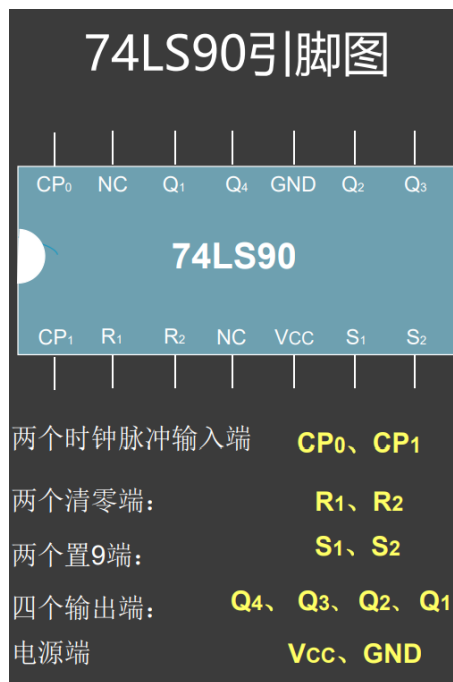 74LS90引脚图
CP₀ NC Q₁ Q₄ GND Q₂ Q₃
74LS90
CP₁ R₁ R₂ NC VCC S₁ S₂
两个时钟脉冲输入端 CP₀、CP₁
两个清零端： R₁、R₂
两个置9端： S₁、S₂
四个输出端： Q₄、Q₃、Q₂、Q₁
电源端 VCC、GND